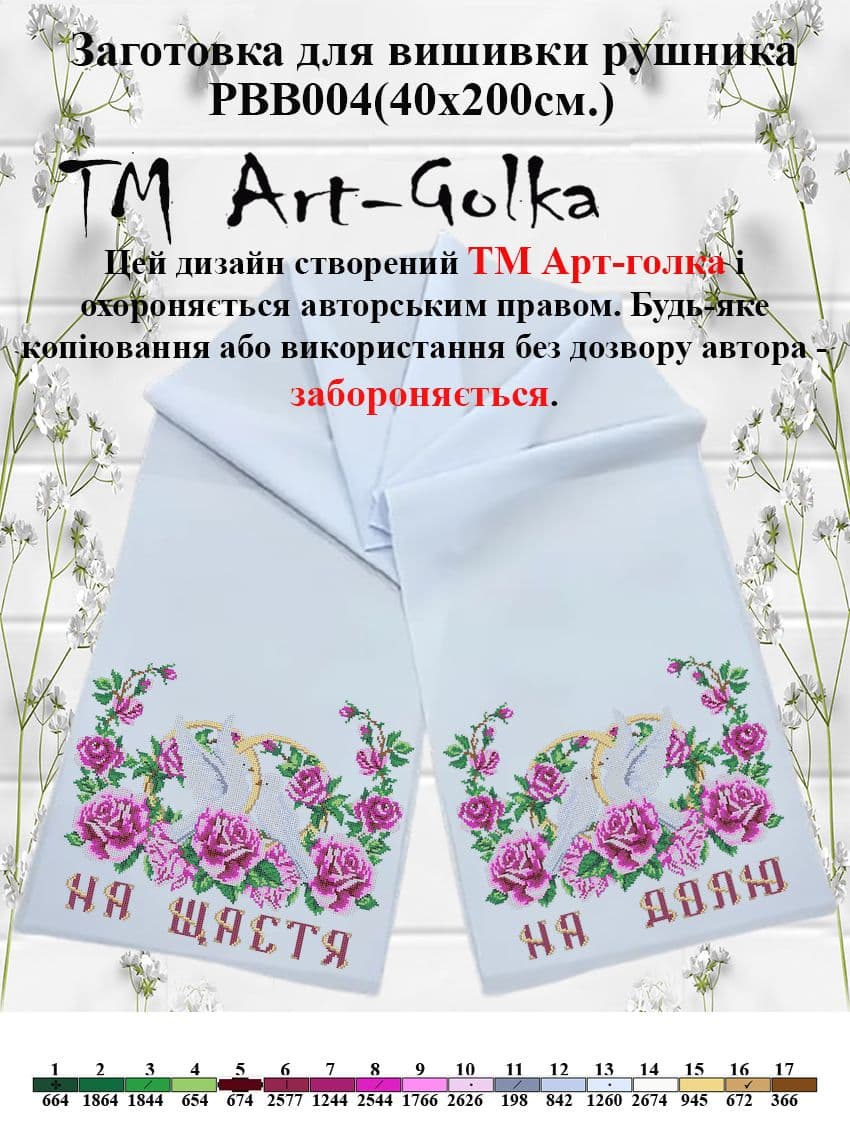 Заготовка для вишивки рушника
РВВ004(40х200см.)
ТМ Art-Golka
Цей дизайн створений ТМ Арт-голка і
охороняється авторським правом. Будь-яке
копіювання або використання без дозвору автора -
забороняється.
НА ЩАСТЯ
НА ДОЛЮ
1 2 3 4 5 6 7 8 9 10 11 12 13 14 15 16 17
664 1864 1844 654 674 2577 1244 2544 1766 2626 198 842 1260 2674 945 672 366